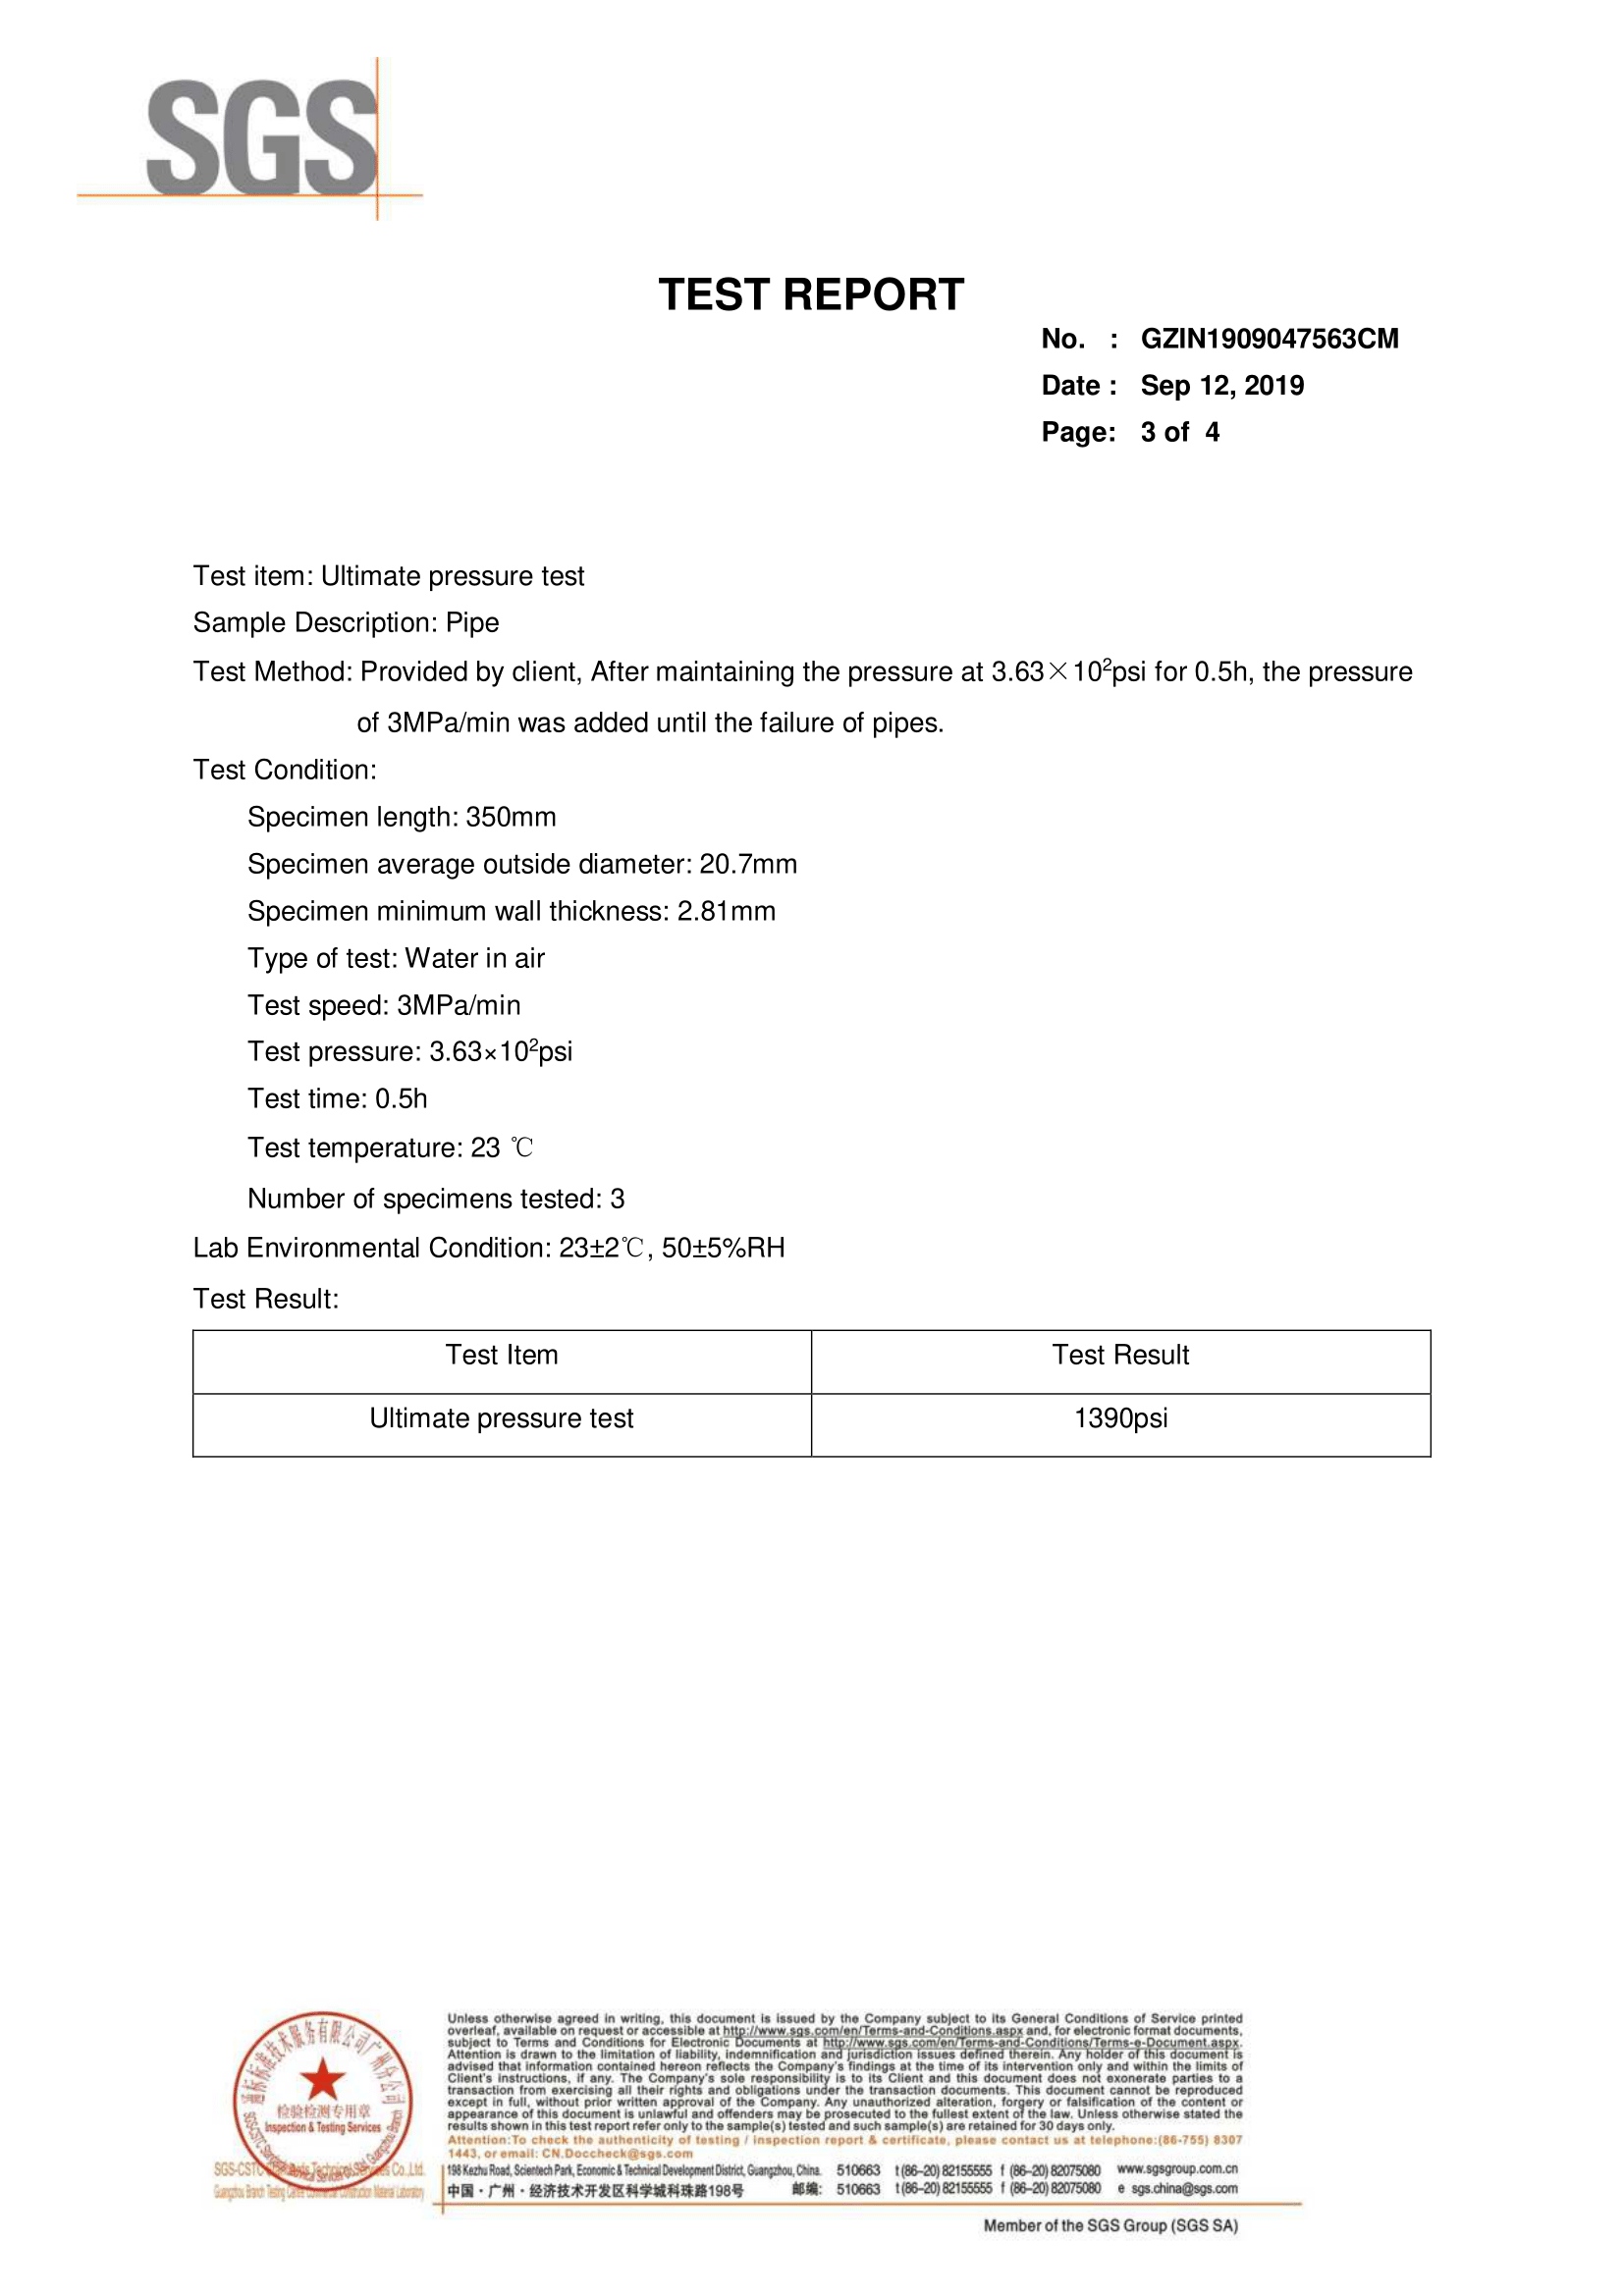 SGS
TEST REPORT
No. : GZIN1909047563CM
Date : Sep 12, 2019
Page: 3 of 4
Test item: Ultimate pressure test
Sample Description: Pipe
Test Method: Provided by client, After maintaining the pressure at 3.63×10²psi for 0.5h, the pressure
of 3MPa/min was added until the failure of pipes.
Test Condition:
Specimen length: 350mm
Specimen average outside diameter: 20.7mm
Specimen minimum wall thickness: 2.81mm
Type of test: Water in air
Test speed: 3MPa/min
Test pressure: 3.63×10²psi
Test time: 0.5h
Test temperature: 23 ℃
Number of specimens tested: 3
Lab Environmental Condition: 23±2℃, 50±5%RH
Test Result:
Test Item Test Result
Ultimate pressure test 1390psi
检验检测专用章
Inspection & Testing Services
Unless otherwise agreed in writing, this document is issued by the Company subject to its General Conditions of Service printed
overleaf, available on request or accessible at http://www.sgs.com/en/Terms-and-Conditions.aspx and, for electronic format documents,
subject to Terms and Conditions for Electronic Documents at http://www.sgs.com/en/Terms-and-Conditions/Terms-e-Document.aspx.
Attention is drawn to the limitation of liability, indemnification and jurisdiction issues defined therein. Any holder of this document is
advised that information contained hereon reflects the Company's findings at the time of its intervention only and within the limits of
Client's instructions, if any. The Company's sole responsibility is to its Client and this document does not exonerate parties to a
transaction from exercising all their rights and obligations under the transaction documents. This document cannot be reproduced
except in full, without prior written approval of the Company. Any unauthorized alteration, forgery or falsification of the content or
appearance of this document is unlawful and offenders may be prosecuted to the fullest extent of the law. Unless otherwise stated the
results shown in this test report refer only to the sample(s) tested and such sample(s) are retained for 30 days only.
Attention:To check the authenticity of testing / inspection report & certificate, please contact us at telephone:(86-755) 8307
1443, or email: CN.Doccheck@sgs.com
198 Kezhu Road, Scientech Park, Economic & Technical Development District, Guangzhou, China. 510663 t (86-20) 82155555 f (86-20) 82075080 www.sgsgroup.com.cn
中国·广州·经济技术开发区科学城科珠路198号 邮编: 510663 t (86-20) 82155555 f (86-20) 82075080 e sgs.china@sgs.com
Member of the SGS Group (SGS SA)